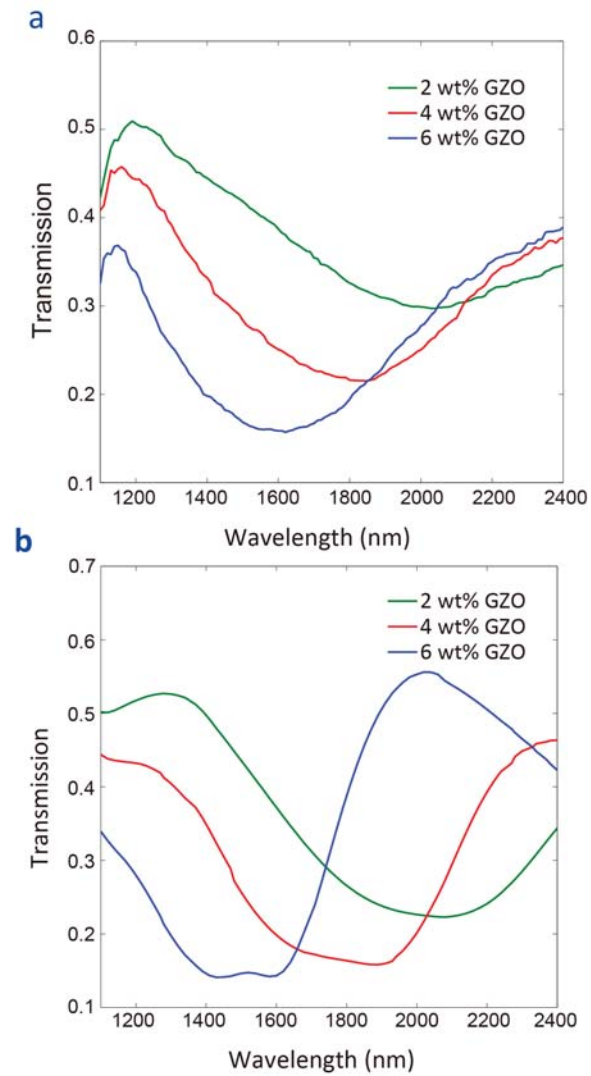 a
0.6
0.5
0.4
0.3
0.2
0.1
Transmission
2 wt% GZO
4 wt% GZO
6 wt% GZO
1200 1400 1600 1800 2000 2200 2400
Wavelength (nm)
b
0.7
0.6
0.5
0.4
0.3
0.2
0.1
Transmission
2 wt% GZO
4 wt% GZO
6 wt% GZO
1200 1400 1600 1800 2000 2200 2400
Wavelength (nm)